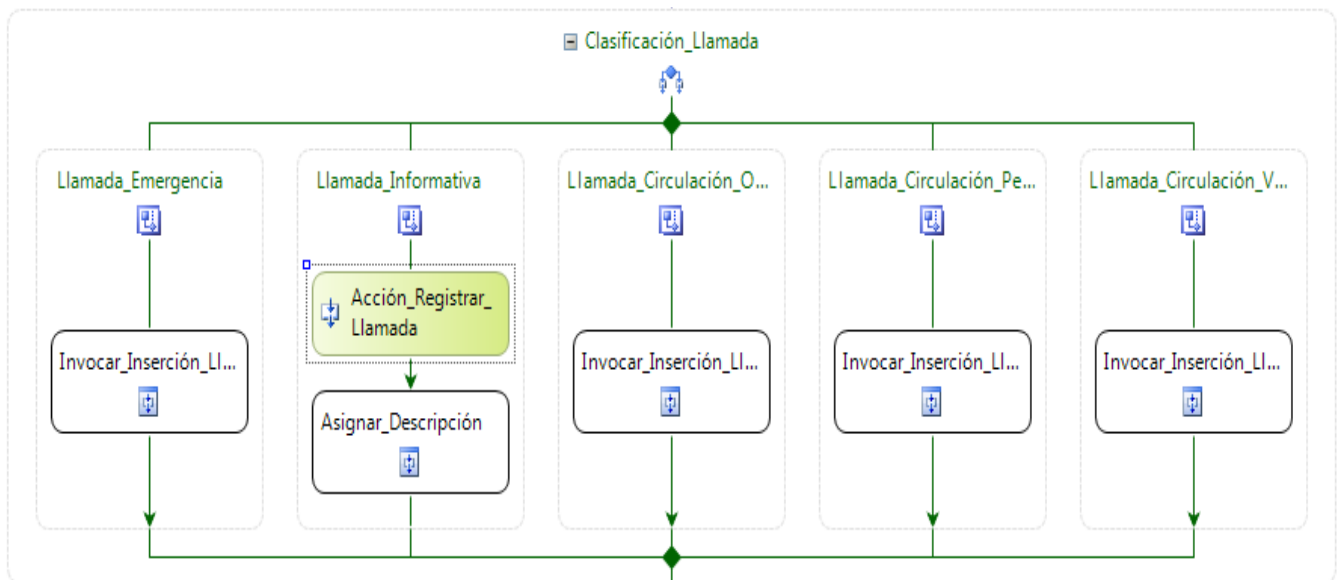 Clasificación_Llamada
Llamada_Emergencia
Llamada_Informativa
Llamada_Circulación_O...
Llamada_Circulación_Pe...
Llamada_Circulación_V...
Acción_Registrar_
Llamada
Invocar_Inserción_Ll...
Asignar_Descripción
Invocar_Inserción_Ll...
Invocar_Inserción_Ll...
Invocar_Inserción_Ll...